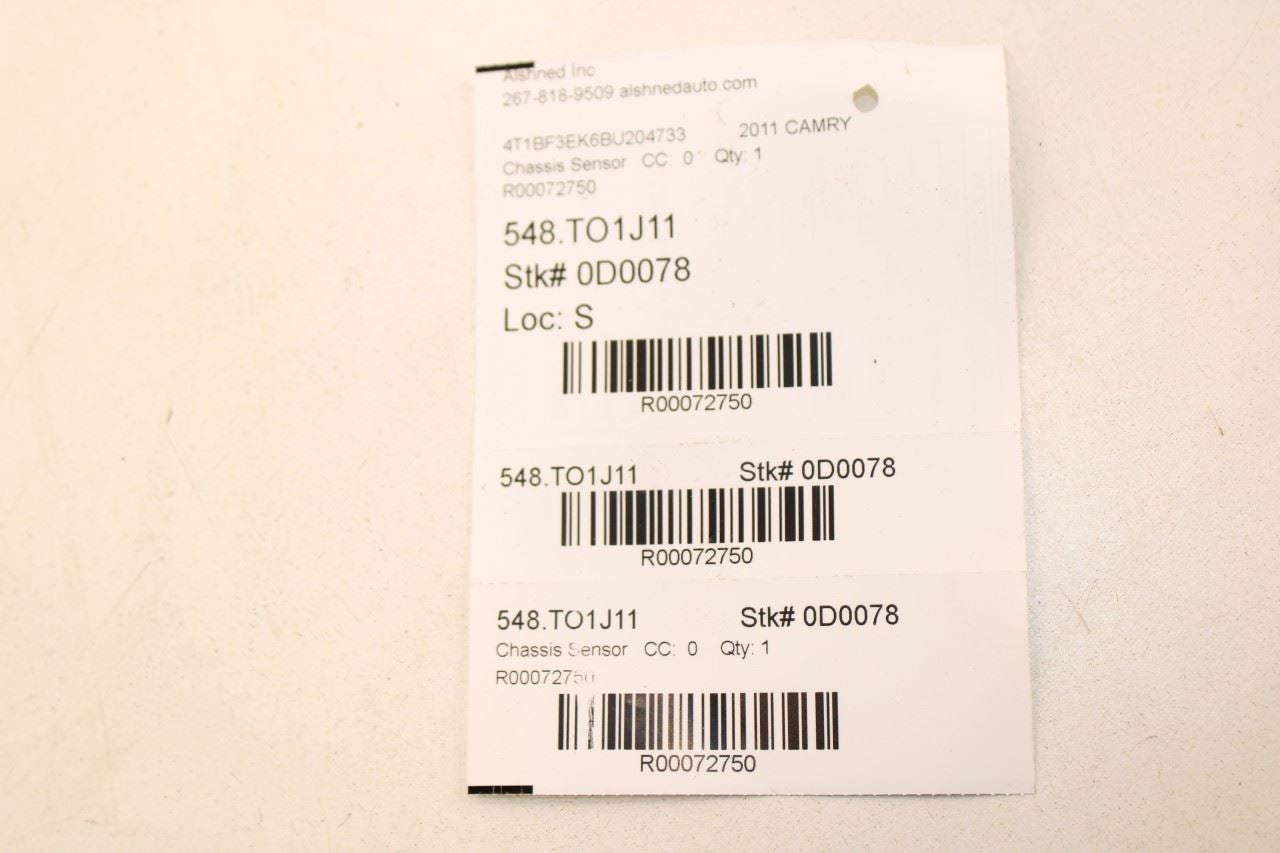 Alshned Inc
267-818-9509 alshnedauto.com
4T1BF3EK6BU204733 2011 CAMRY
Chassis Sensor CC: 0 Qty: 1
R00072750
548.TO1J11
Stk# 0D0078
Loc: S
R00072750
548.TO1J11 Stk# 0D0078
R00072750
548.TO1J11 Stk# 0D0078
Chassis Sensor CC: 0 Qty: 1
R00072750
R00072750